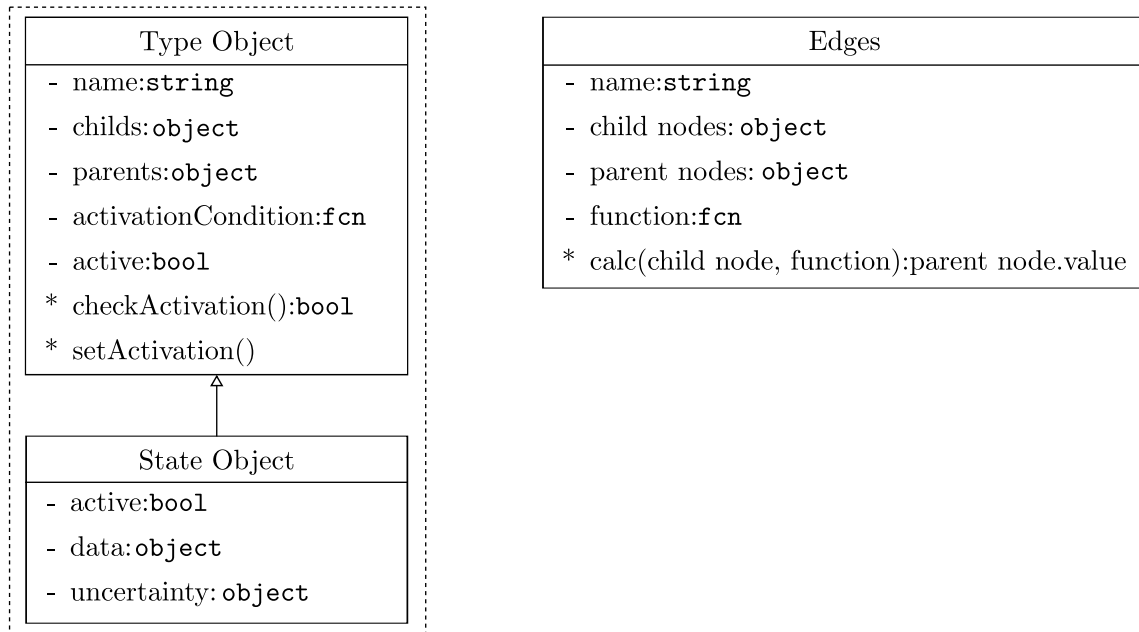 Type Object
- name:string
- childs:object
- parents:object
- activationCondition:fcn
- active:bool
* checkActivation():bool
* setActivation()
State Object
- active:bool
- data:object
- uncertainty: object
Edges
- name:string
- child nodes: object
- parent nodes: object
- function:fcn
* calc(child node, function):parent node.value